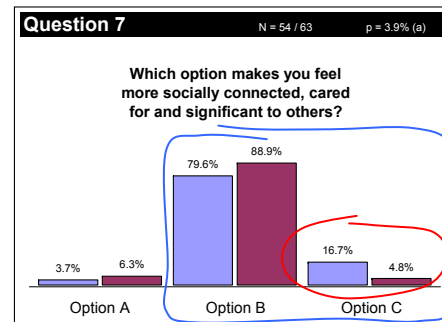 Question 7 N = 54 / 63 p = 3.9% (a)
Which option makes you feel
more socially connected, cared
for and significant to others?
88.9%
79.6%
16.7%
3.7% 6.3% 4.8%
Option A Option B Option C